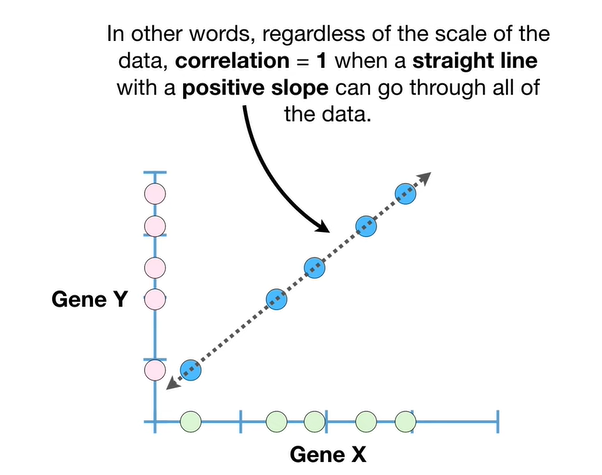 In other words, regardless of the scale of the
data, correlation = 1 when a straight line
with a positive slope can go through all of
the data.
Gene Y
Gene X